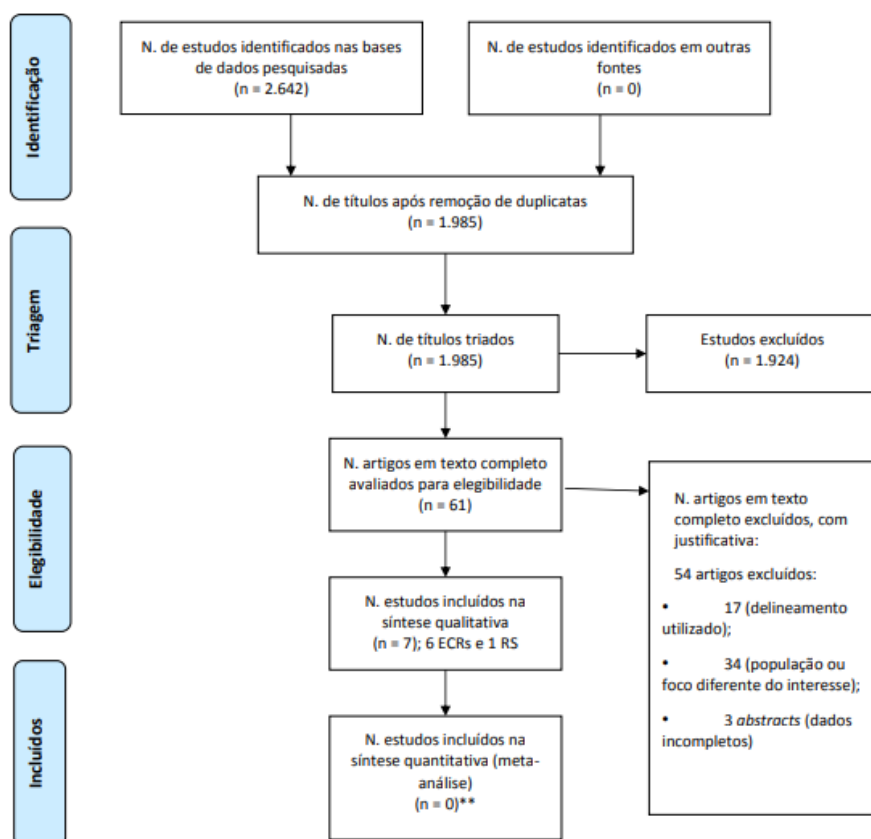 Identificação
N. de estudos identificados nas bases
de dados pesquisadas
(n = 2.642)
N. de estudos identificados em outras
fontes
(n = 0)
N. de títulos após remoção de duplicatas
(n = 1.985)
Triagem
N. de títulos triados
(n = 1.985)
Estudos excluídos
(n = 1.924)
Elegibilidade
N. artigos em texto completo
avaliados para elegibilidade
(n = 61)
N. artigos em texto
completo excluídos, com
justificativa:
54 artigos excluídos:
• 17 (delineamento
utilizado);
• 34 (população ou
foco diferente do interesse);
• 3 abstracts (dados
incompletos)
N. estudos incluídos na
síntese qualitativa
(n = 7); 6 ECRs e 1 RS
Incluídos
N. estudos incluídos na
síntese quantitativa (meta-
análise)
(n = 0)**